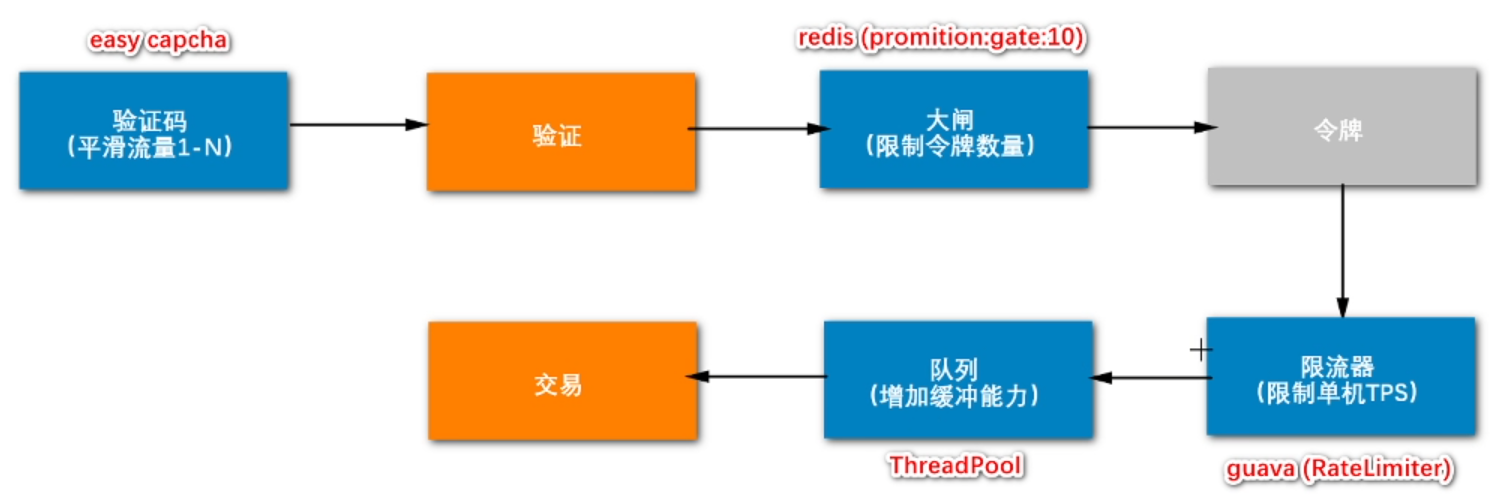 easy capcha
验证码
(平滑流量1-N)
验证
redis (promition:gate:10)
大闸
(限制令牌数量)
令牌
限流器
(限制单机TPS)
guava (RateLimiter)
队列
(增加缓冲能力)
ThreadPool
交易